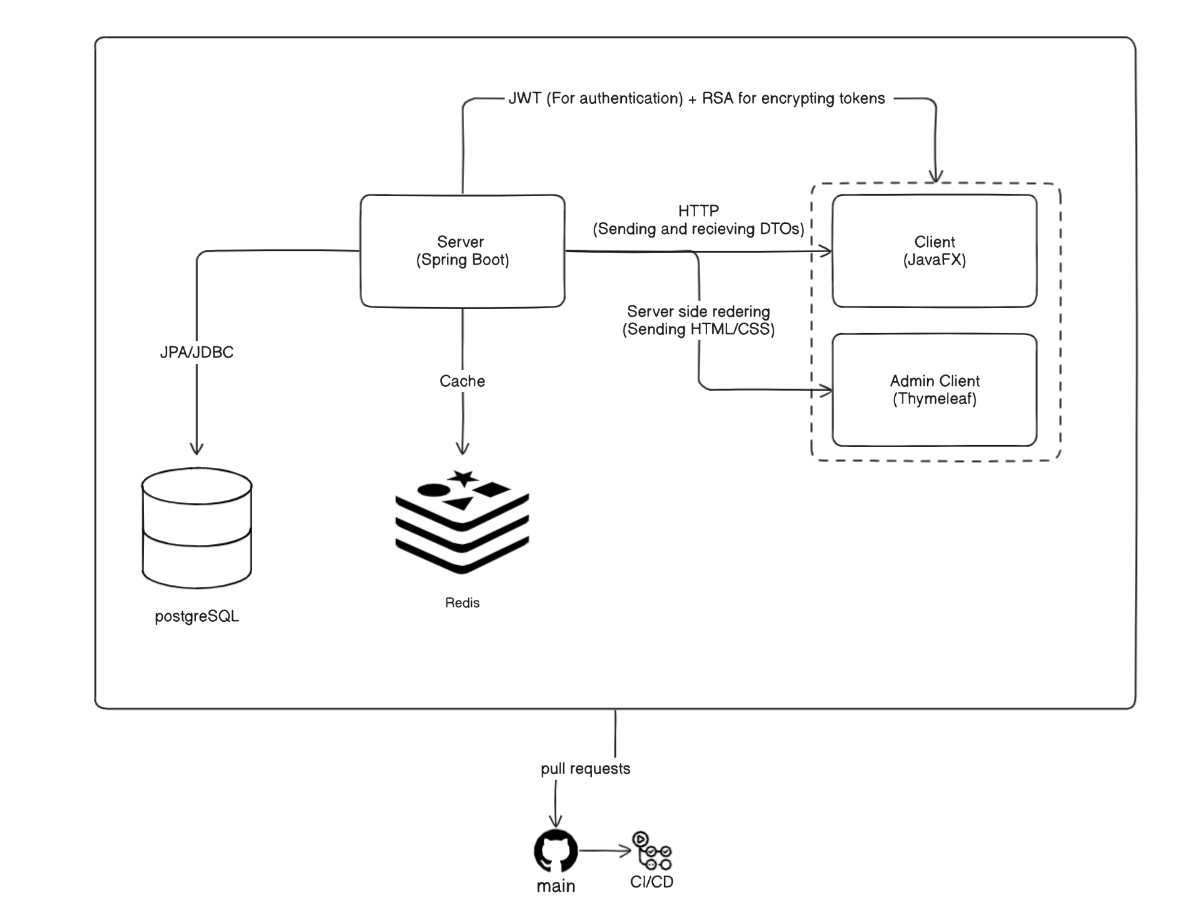 JWT (For authentication) + RSA for encrypting tokens
HTTP
(Sending and recieving DTOs)
Server
(Spring Boot)
Client
(JavaFX)
Server side redering
(Sending HTML/CSS)
JPA/JDBC
Cache
Admin Client
(Thymeleaf)
Redis
postgreSQL
pull requests
main
CI/CD